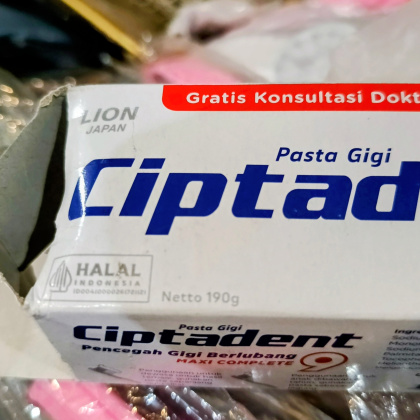 LION
JAPAN
Gratis Konsultasi Dokt
Pasta Gigi
Ciptad
HALAL
INDONESIA
Netto 190g
Pasta Gigi
Ciptadent
Pencegah Gigi Berlubang
MAXI COMPLETE 9